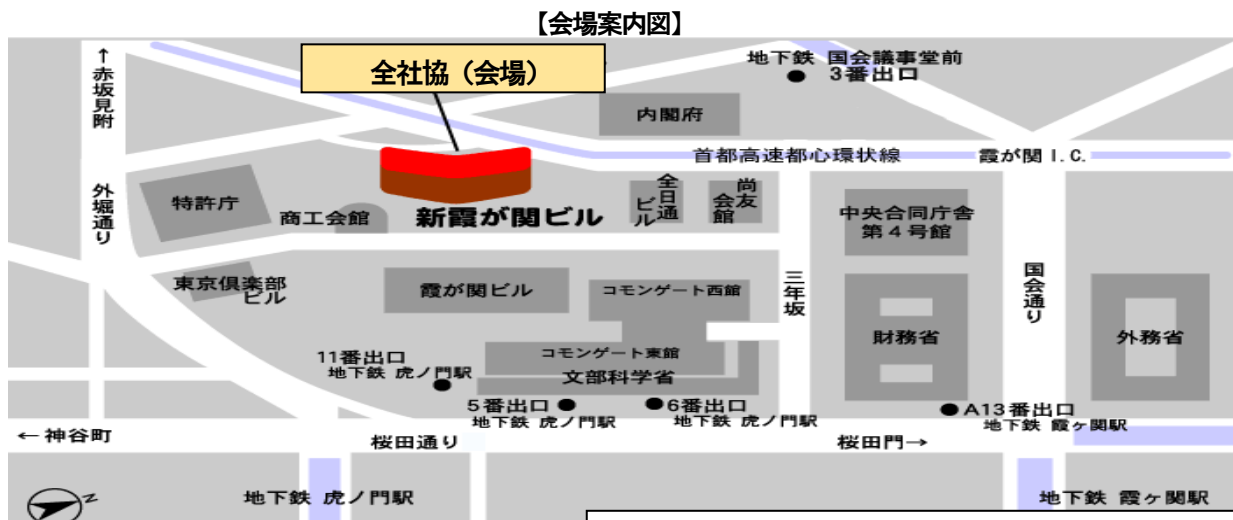 【会場案内図】
↑赤坂見附
全社協（会場）
地下鉄 国会議事堂前
3番出口
内閣府
首都高速都心環状線
霞が関 I.C.
外堀通り
特許庁
商工会館
新霞が関ビル
全日通
ビル
尚友
会館
中央合同庁舎
第4号館
東京倶楽部
ビル
霞が関ビル
コモンゲート西館
三年坂
国会通り
財務省
外務省
コモンゲート東館
文部科学省
11番出口
地下鉄 虎ノ門駅
5番出口
地下鉄 虎ノ門駅
6番出口
地下鉄 虎ノ門駅
A13番出口
地下鉄 霞ヶ関駅
←神谷町
桜田通り
桜田門→
Z
地下鉄 虎ノ門駅
地下鉄 霞ヶ関駅